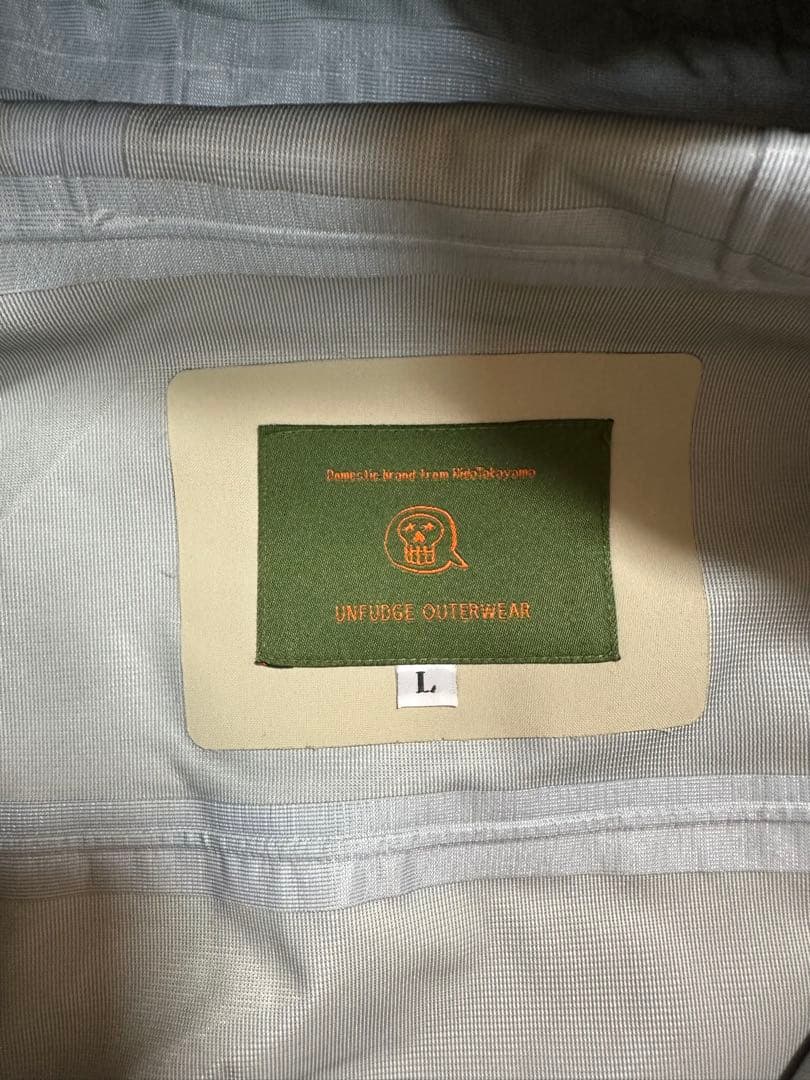 Domestic brand from HidaTakayama
UNFUDGE OUTERWEAR
L